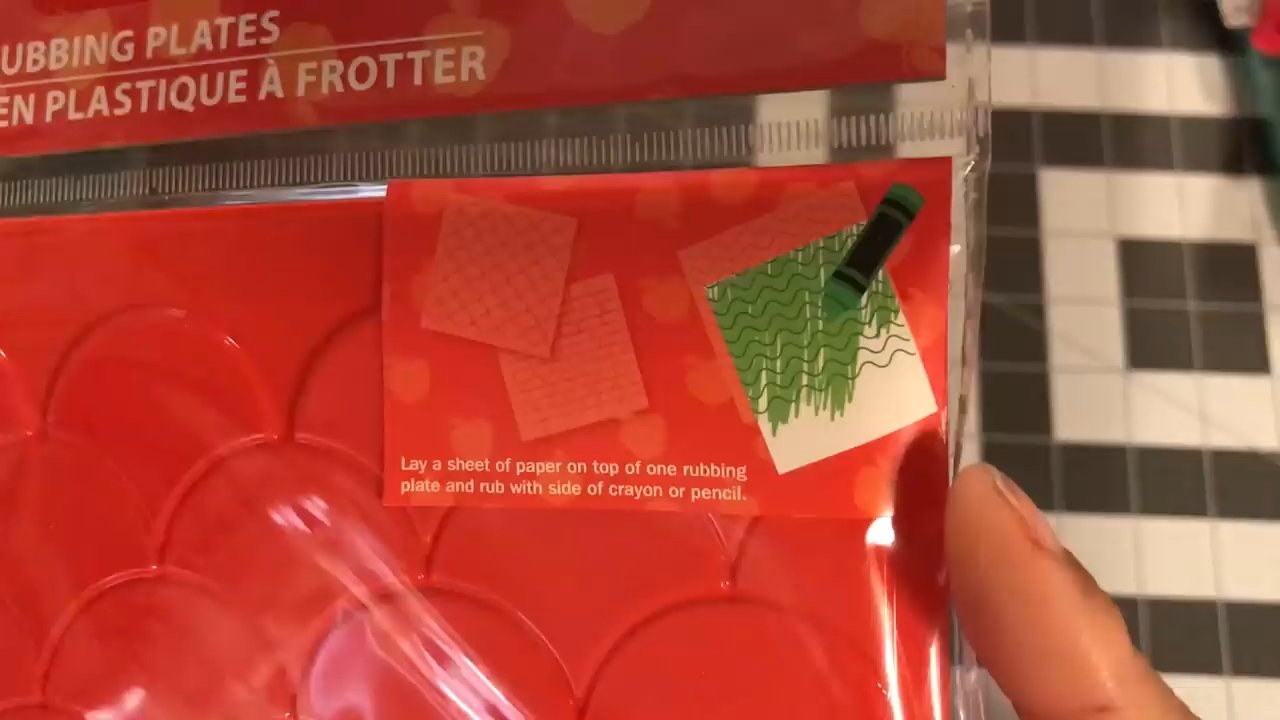 UBBING PLATES
EN PLASTIQUE À FROTTER
Lay a sheet of paper on top of one rubbing
plate and rub with side of crayon or pencil.